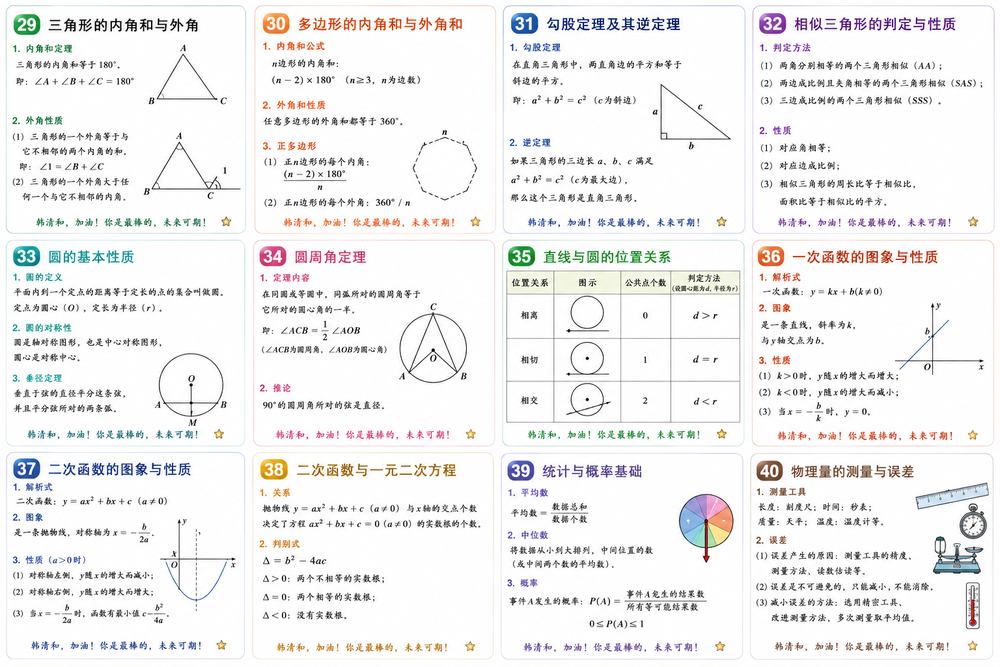 29 三角形的内角和与外角
1. 内角和定理
三角形的内角和等于 180°。
即：∠A + ∠B + ∠C = 180°
A
B
C
2. 外角性质
(1) 三角形的一个外角等于与
它不相邻的两个内角的和。
即：∠1 = ∠B + ∠C
(2) 三角形的一个外角大于任
何一个与它不相邻的内角。
A
B
C
1
韩清和，加油！你是最棒的，未来可期！
30 多边形的内角和与外角和
1. 内角和公式
n边形的内角和：
(n − 2) × 180° (n≥3，n为边数)
2. 外角和性质
任意多边形的外角和都等于 360°。
3. 正多边形
(1) 正n边形的每个内角：
(n − 2) × 180°
n
(2) 正n边形的每个外角：360° / n
n
韩清和，加油！你是最棒的，未来可期！
31 勾股定理及其逆定理
1. 勾股定理
在直角三角形中，两直角边的平方和等于
斜边的平方。
即：a² + b² = c² (c为斜边)
a
c
b
2. 逆定理
如果三角形的三边长 a、b、c 满足
a² + b² = c² (c为最大边)，
那么这个三角形是直角三角形。
韩清和，加油！你是最棒的，未来可期！
32 相似三角形的判定与性质
1. 判定方法
(1) 两角分别相等的两个三角形相似 (AA)；
(2) 两边成比例且夹角相等的两个三角形相似 (SAS)；
(3) 三边成比例的两个三角形相似 (SSS)。
2. 性质
(1) 对应角相等；
(2) 对应边成比例；
(3) 相似三角形的周长比等于相似比，
面积比等于相似比的平方。
韩清和，加油！你是最棒的，未来可期！
33 圆的基本性质
1. 圆的定义
平面内到一个定点的距离等于定长的点的集合叫做圆。
定点为圆心 (O)，定长为半径 (r)。
2. 圆的对称性
圆是轴对称图形，也是中心对称图形，
圆心是对称中心。
3. 垂径定理
垂直于弦的直径平分这条弦，
并且平分弦所对的两条弧。
O
A
B
M
韩清和，加油！你是最棒的，未来可期！
34 圆周角定理
1. 定理内容
在同圆或等圆中，同弧所对的圆周角等于
它所对的圆心角的一半。
即：∠ACB = 1/2 ∠AOB
(∠ACB为圆周角，∠AOB为圆心角)
C
O
A
B
2. 推论
90°的圆周角所对的弦是直径。
韩清和，加油！你是最棒的，未来可期！
35 直线与圆的位置关系
位置关系 图示 公共点个数 判定方法
(设圆心距为d，半径为r)
相离 0 d > r
相切 1 d = r
相交 2 d < r
韩清和，加油！你是最棒的，未来可期！
36 一次函数的图象与性质
1. 解析式
一次函数：y = kx + b(k≠0)
2. 图象
是一条直线，斜率为k，
与y轴交点为b。
y
b
O
x
3. 性质
(1) k＞0时，y随x的增大而增大；
(2) k＜0时，y随x的增大而减小；
(3) 当x = − b/k 时，y = 0。
韩清和，加油！你是最棒的，未来可期！
37 二次函数的图象与性质
1. 解析式
二次函数：y = ax² + bx + c (a≠0)
2. 图象
是一条抛物线，对称轴为 x = − b/2a。
3. 性质 (a＞0时)
(1) 对称轴左侧，y随x的增大而减小；
(2) 对称轴右侧，y随x的增大而增大；
(3) 当x = − b/2a 时，函数有最小值 c− b²/4a。
y
x
O
x
韩清和，加油！你是最棒的，未来可期！
38 二次函数与一元二次方程
1. 关系
抛物线 y = ax² + bx + c (a≠0) 与x轴的交点个数
决定了方程 ax² + bx + c = 0 (a≠0) 的实数根的个数。
2. 判别式
Δ = b² − 4ac
Δ＞0：两个不相等的实数根；
Δ=0：两个相等的实数根；
Δ＜0：没有实数根。
韩清和，加油！你是最棒的，未来可期！
39 统计与概率基础
1. 平均数
平均数 = 数据总和/数据个数
2. 中位数
将数据从小到大排列，中间位置的数
(或中间两个数的平均数)。
3. 概率
事件A发生的概率：P(A) = 事件A发生的结果数/所有等可能结果数
0 ≤ P(A) ≤ 1
韩清和，加油！你是最棒的，未来可期！
40 物理量的测量与误差
1. 测量工具
长度：刻度尺；时间：秒表；
质量：天平；温度：温度计等。
2. 误差
(1) 误差产生的原因：测量工具的精度、
测量方法、读数估读等。
(2) 误差是不可避免的，只能减小，不能消除。
(3) 减小误差的方法：选用精密工具、
改进测量方法，多次测量取平均值。
韩清和，加油！你是最棒的，未来可期！